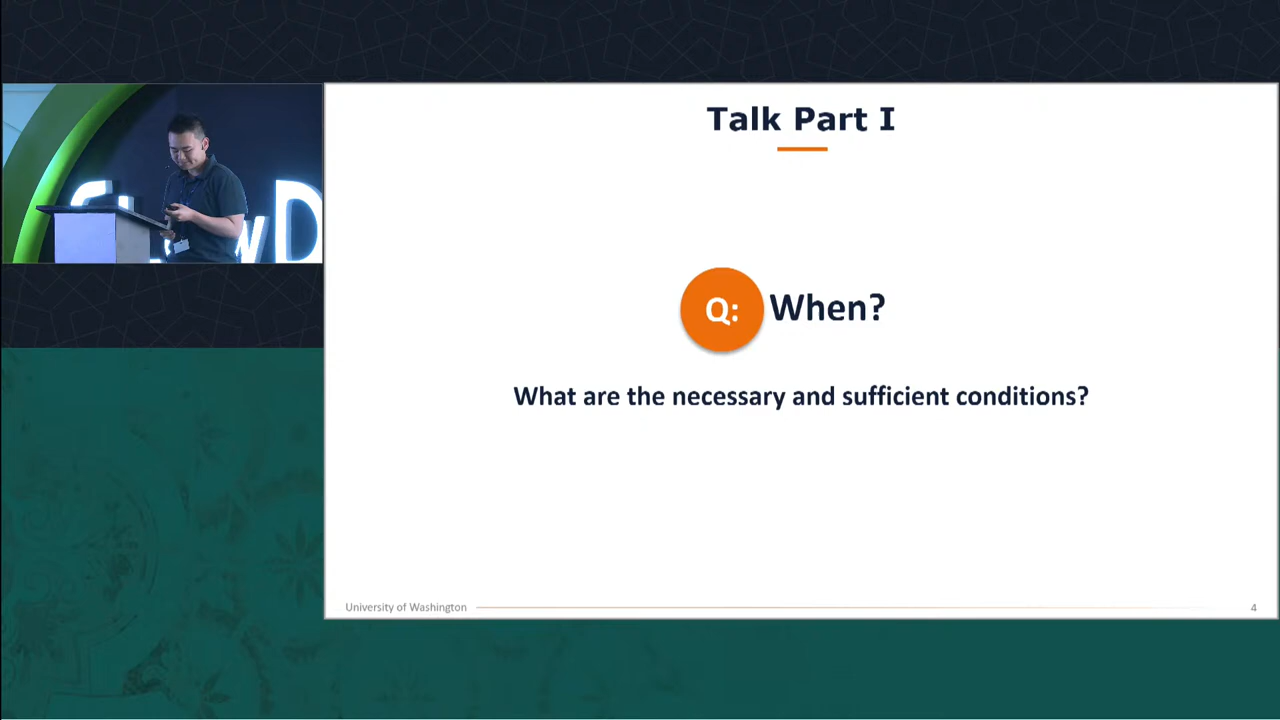 Talk Part I
Q: When?
What are the necessary and sufficient conditions?
University of Washington
4